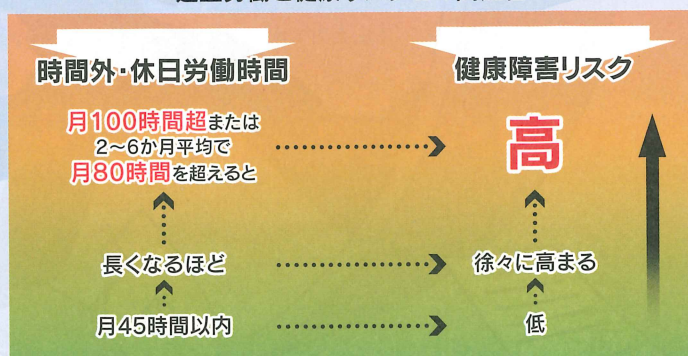 時間外・休日労働時間
健康障害リスク
月100時間超または
2〜6か月平均で
月80時間を超えると
高
長くなるほど
徐々に高まる
月45時間以内
低